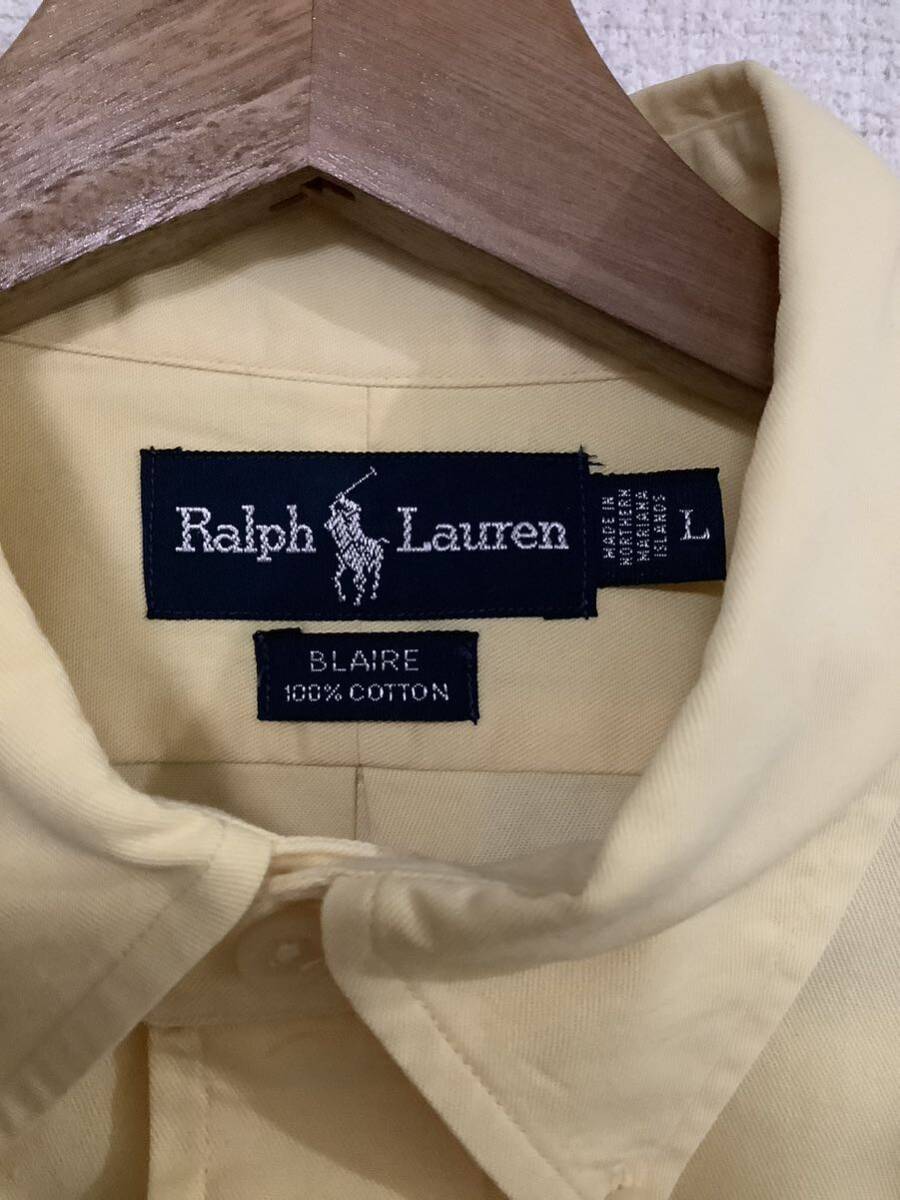 Ralph Lauren
MADE IN
NORTHERN
MARIANA
ISLANDS
L
BLAIRE
100% COTTON